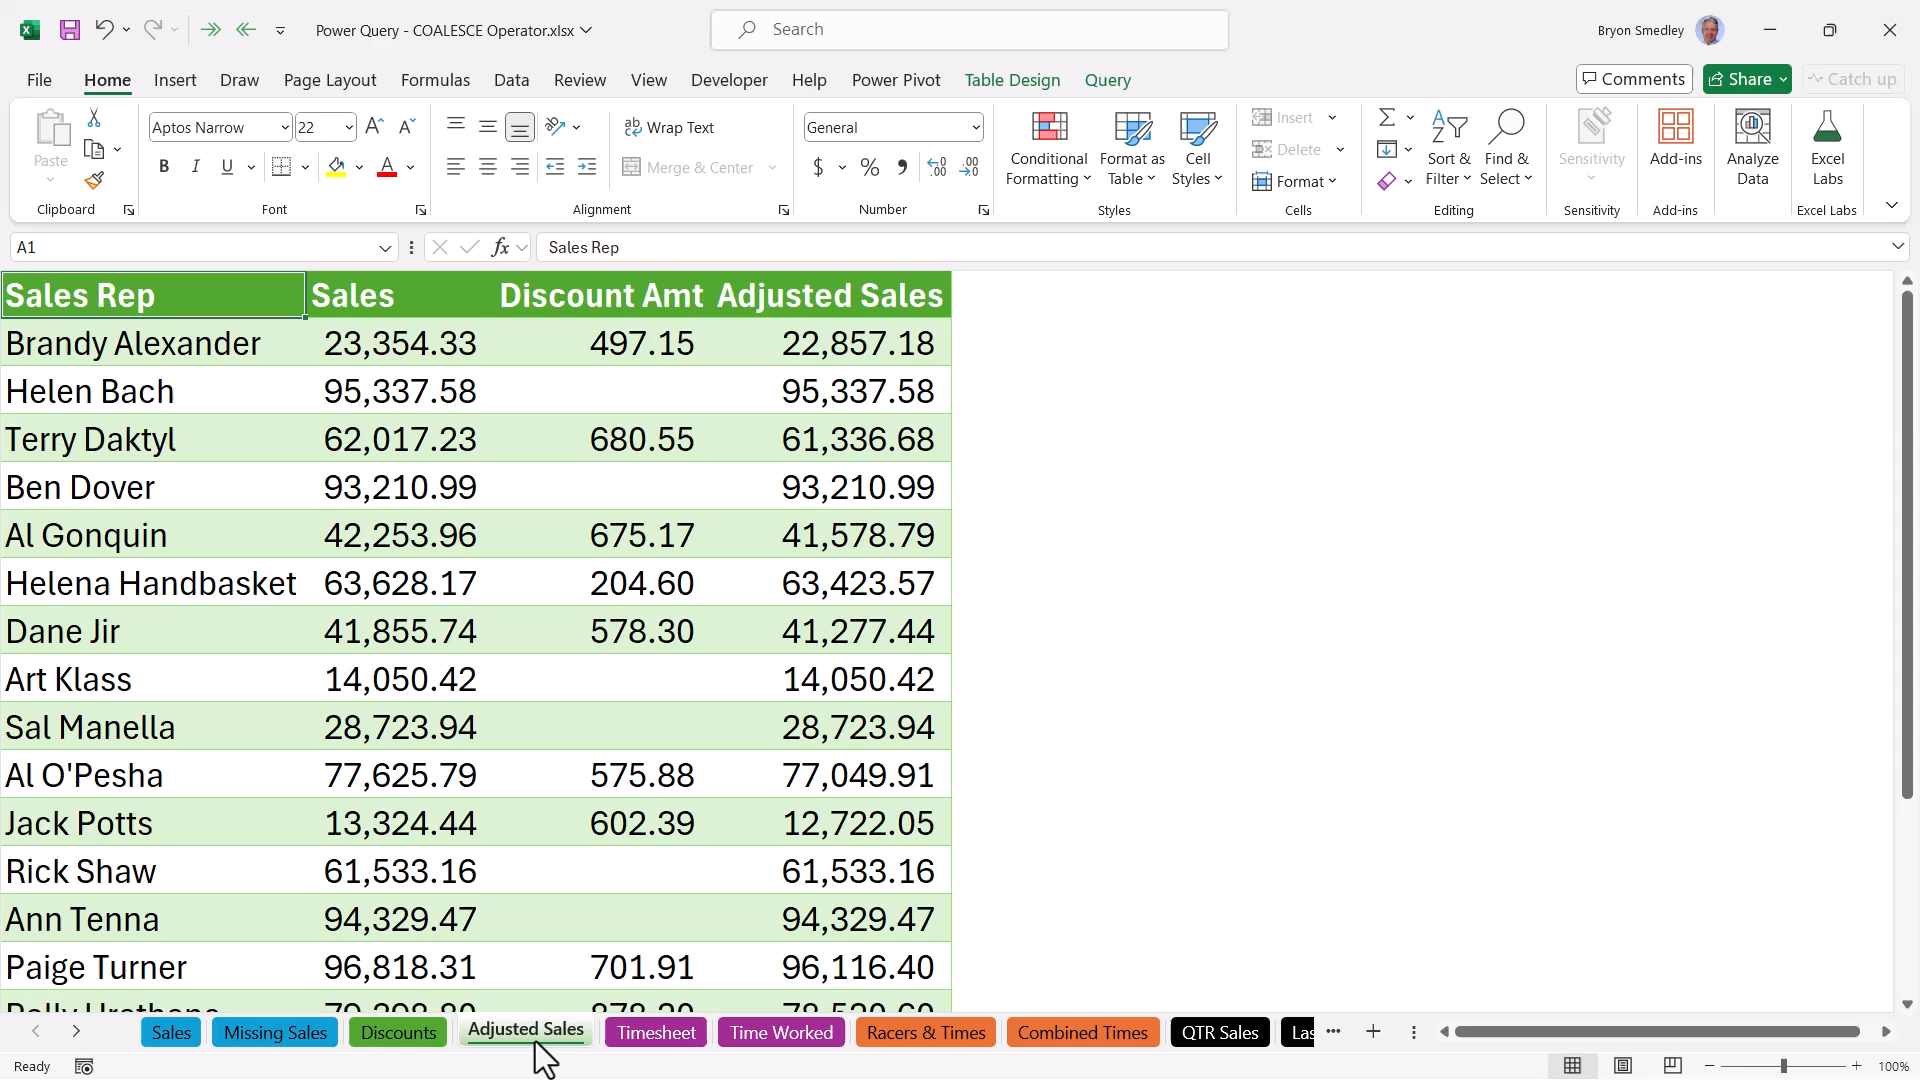 Power Query - COALESCE Operator.xlsx
Search
Bryon Smedley
File Home Insert Draw Page Layout Formulas Data Review View Developer Help Power Pivot Table Design Query
Comments Share Catch up
Paste
Clipboard
Aptos Narrow 22
B I U
Font
Wrap Text
Merge & Center
Alignment
General
Number
Conditional Formatting
Format as Table
Cell Styles
Styles
Insert
Delete
Format
Cells
Sort & Filter
Find & Select
Editing
Sensitivity
Sensitivity
Add-ins
Add-ins
Analyze Data
Excel Labs
Excel Labs
A1 fx Sales Rep
Sales Rep Sales Discount Amt Adjusted Sales
Brandy Alexander 23,354.33 497.15 22,857.18
Helen Bach 95,337.58 95,337.58
Terry Daktyl 62,017.23 680.55 61,336.68
Ben Dover 93,210.99 93,210.99
Al Gonquin 42,253.96 675.17 41,578.79
Helena Handbasket 63,628.17 204.60 63,423.57
Dane Jir 41,855.74 578.30 41,277.44
Art Klass 14,050.42 14,050.42
Sal Manella 28,723.94 28,723.94
Al O'Pesha 77,625.79 575.88 77,049.91
Jack Potts 13,324.44 602.39 12,722.05
Rick Shaw 61,533.16 61,533.16
Ann Tenna 94,329.47 94,329.47
Paige Turner 96,818.31 701.91 96,116.40
Sales Missing Sales Discounts Adjusted Sales Timesheet Time Worked Racers & Times Combined Times QTR Sales Las
Ready 100%